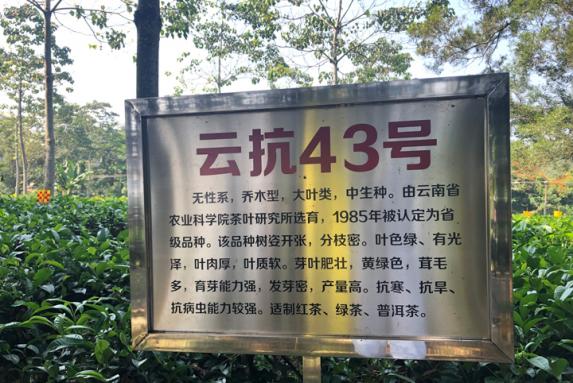 云抗43号
无性系，乔木型，大叶类，中生种。由云南省
农业科学院茶叶研究所选育，1985年被认定为省
级品种。该品种树姿开张，分枝密。叶色绿、有光
泽，叶肉厚，叶质软。芽叶肥壮，黄绿色，茸毛
多，育芽能力强，发芽密，产量高。抗寒、抗旱、
抗病虫能力较强。适制红茶、绿茶、普洱茶。